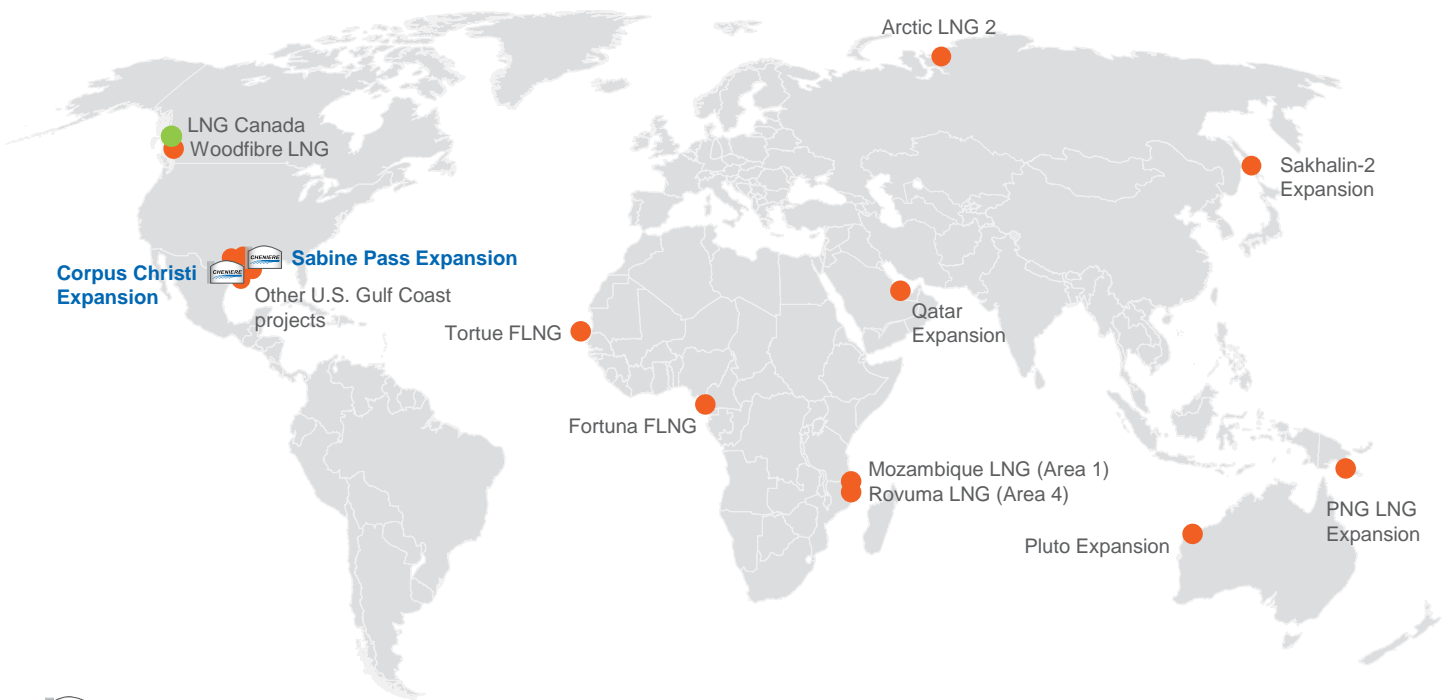 Arctic LNG 2
LNG Canada
Woodfibre LNG
Sakhalin-2
Expansion
CHENIERE
Sabine Pass Expansion
Corpus Christi
Expansion
CHENIERE
Other U.S. Gulf Coast
projects
Qatar
Expansion
Tortue FLNG
Fortuna FLNG
Mozambique LNG (Area 1)
Rovuma LNG (Area 4)
PNG LNG
Expansion
Pluto Expansion